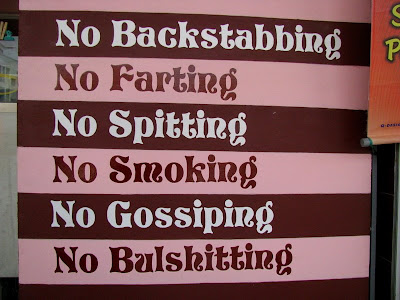 No Backstabbing
No Farting
No Spitting
No Smoking
No Gossiping
No Bulshitting